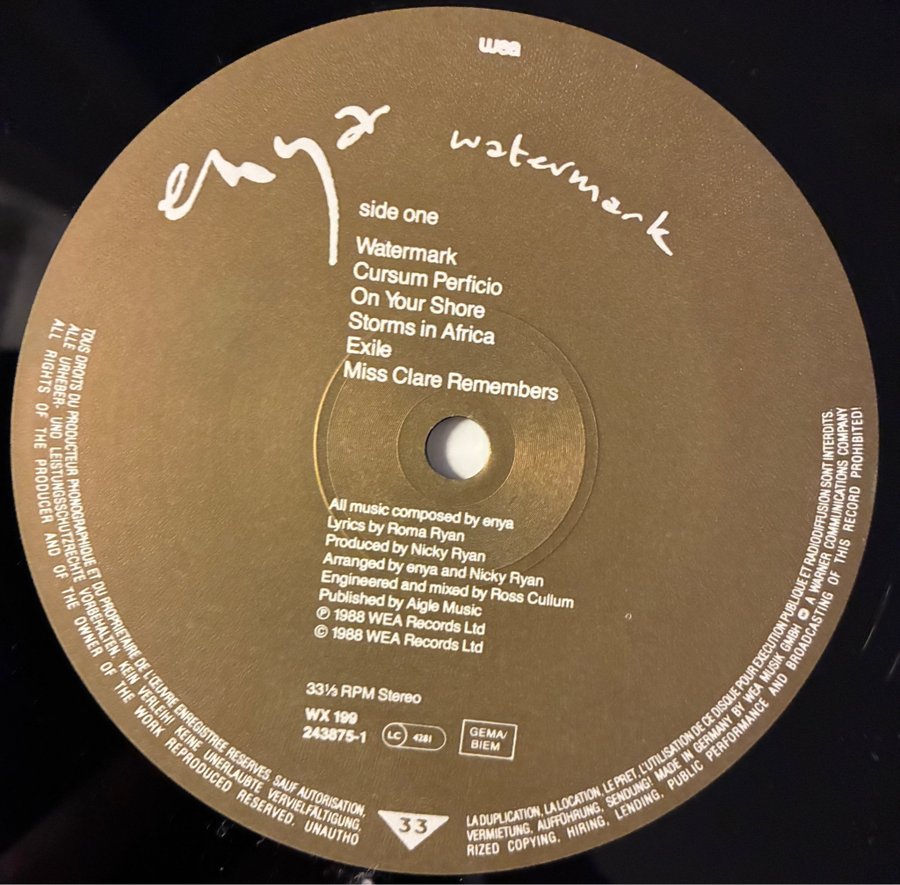 wea
enya
watermark
side one
Watermark
Cursum Perficio
On Your Shore
Storms in Africa
Exile
Miss Clare Remembers
All music composed by enya
Lyrics by Roma Ryan
Produced by Nicky Ryan
Arranged by enya and Nicky Ryan
Engineered and mixed by Ross Cullum
Published by Aigle Music
℗ 1988 WEA Records Ltd
© 1988 WEA Records Ltd
33⅓ RPM Stereo
WX 199
243875-1
LC 4281
GEMA/
BIEM
33
TOUS DROITS DU PRODUCTEUR PHONOGRAPHIQUE ET DU PROPRIETAIRE DE L'ŒUVRE ENREGISTREE RESERVES. SAUF AUTORISATION,
LA DUPLICATION, LA LOCATION, LE PRET, L'UTILISATION DE CE DISQUE POUR EXECUTION PUBLIQUE ET RADIODIFFUSION SONT INTERDITS.
ALLE URHEBER- UND LEISTUNGSSCHUTZRECHTE VORBEHALTEN. KEIN VERLEIH! KEINE UNERLAUBTE VERVIELFÄLTIGUNG,
VERMIETUNG, AUFFÜHRUNG, SENDUNG! MADE IN GERMANY BY WEA MUSIK GMBH A WARNER COMMUNICATIONS COMPANY
ALL RIGHTS OF THE PRODUCER AND OF THE OWNER OF THE WORK REPRODUCED RESERVED. UNAUTHO
RIZED COPYING, HIRING, LENDING, PUBLIC PERFORMANCE AND BROADCASTING OF THIS RECORD PROHIBITED!